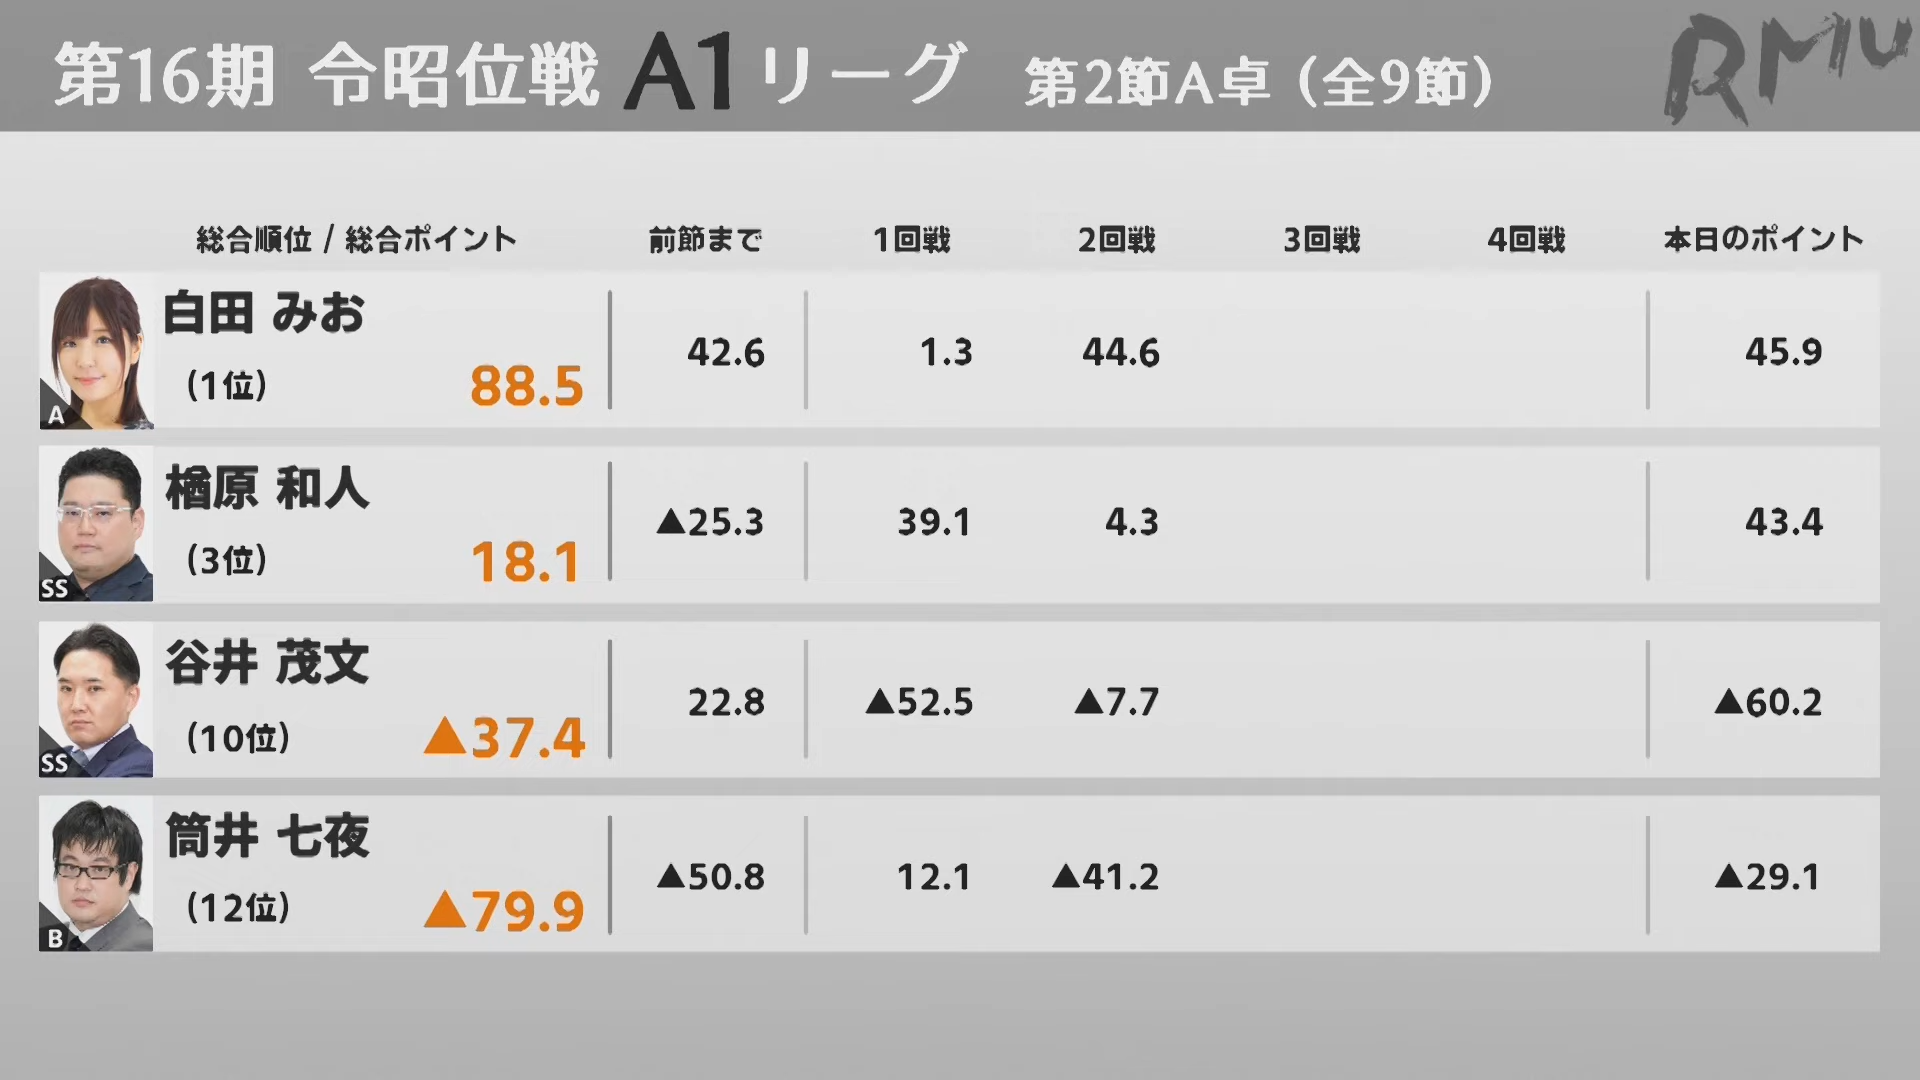 第16期 令昭位戦 A1 リーグ 第2節A卓 (全9節) RMU
総合順位 / 総合ポイント 前節まで 1回戦 2回戦 3回戦 4回戦 本日のポイント
白田 みお
(1位) 88.5 42.6 1.3 44.6 45.9
A
楢原 和人
(3位) 18.1 ▲25.3 39.1 4.3 43.4
SS
谷井 茂文
(10位) ▲37.4 22.8 ▲52.5 ▲7.7 ▲60.2
SS
筒井 七夜
(12位) ▲79.9 ▲50.8 12.1 ▲41.2 ▲29.1
B